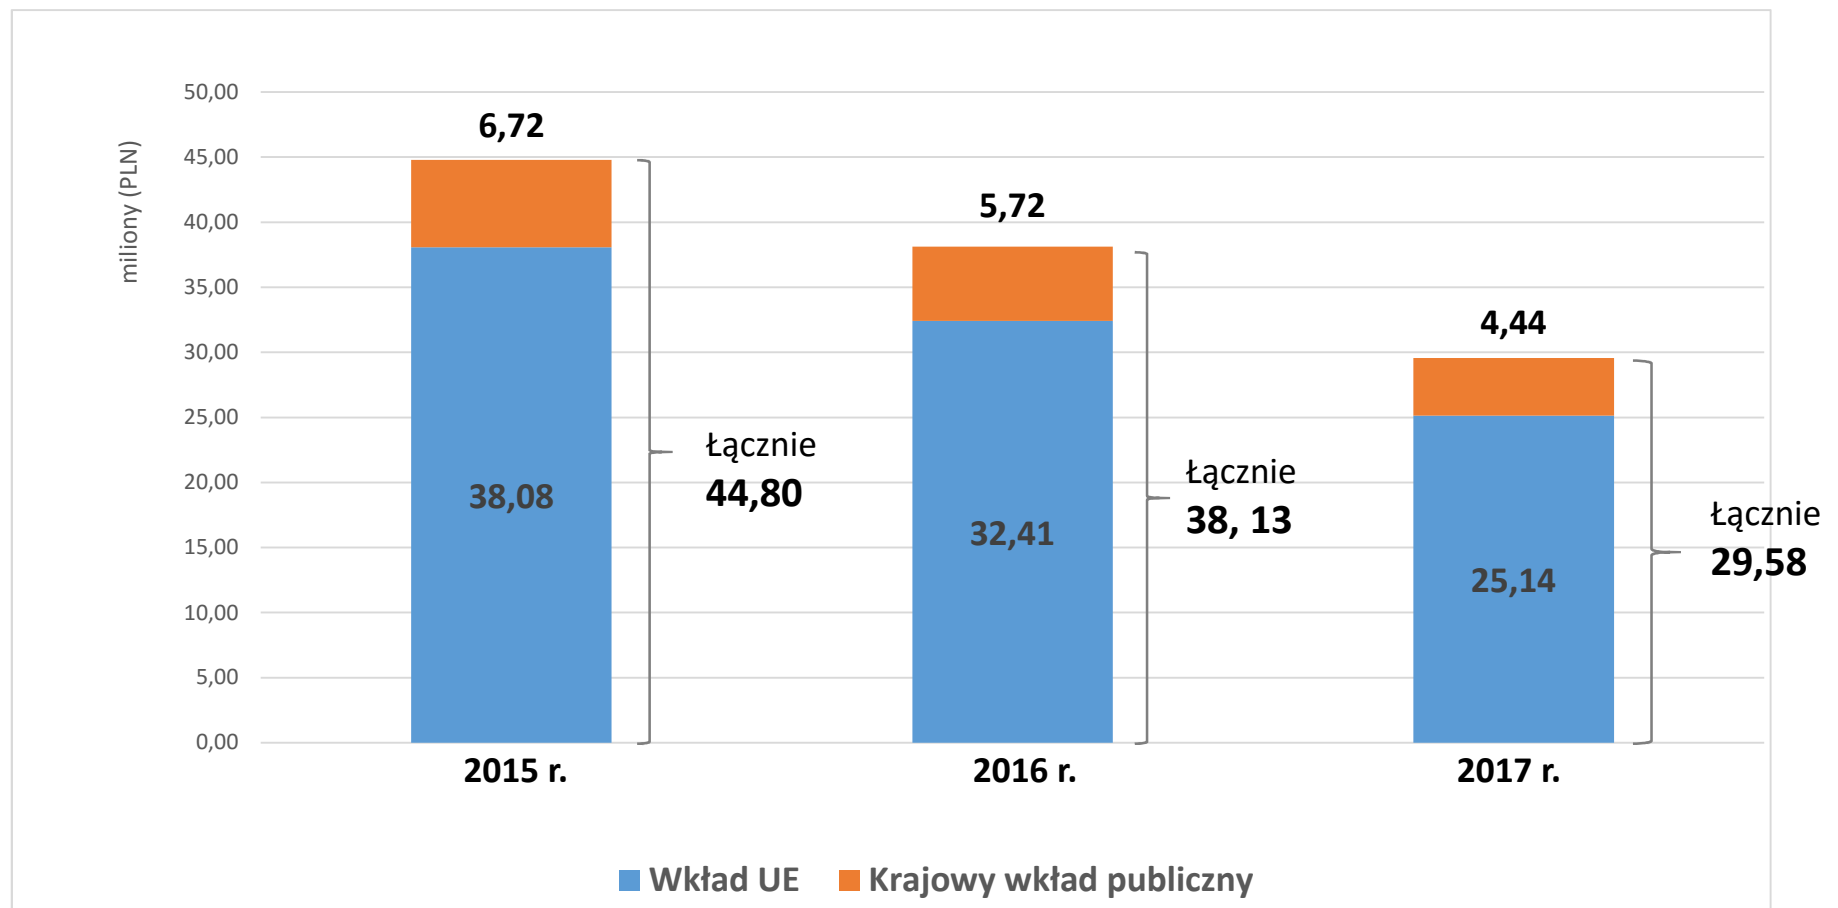 miliony (PLN)
50,00
45,00
40,00
35,00
30,00
25,00
20,00
15,00
10,00
5,00
0,00
6,72
38,08
Łącznie
44,80
5,72
32,41
Łącznie
38, 13
4,44
25,14
Łącznie
29,58
2015 r.
2016 r.
2017 r.
Wkład UE
Krajowy wkład publiczny